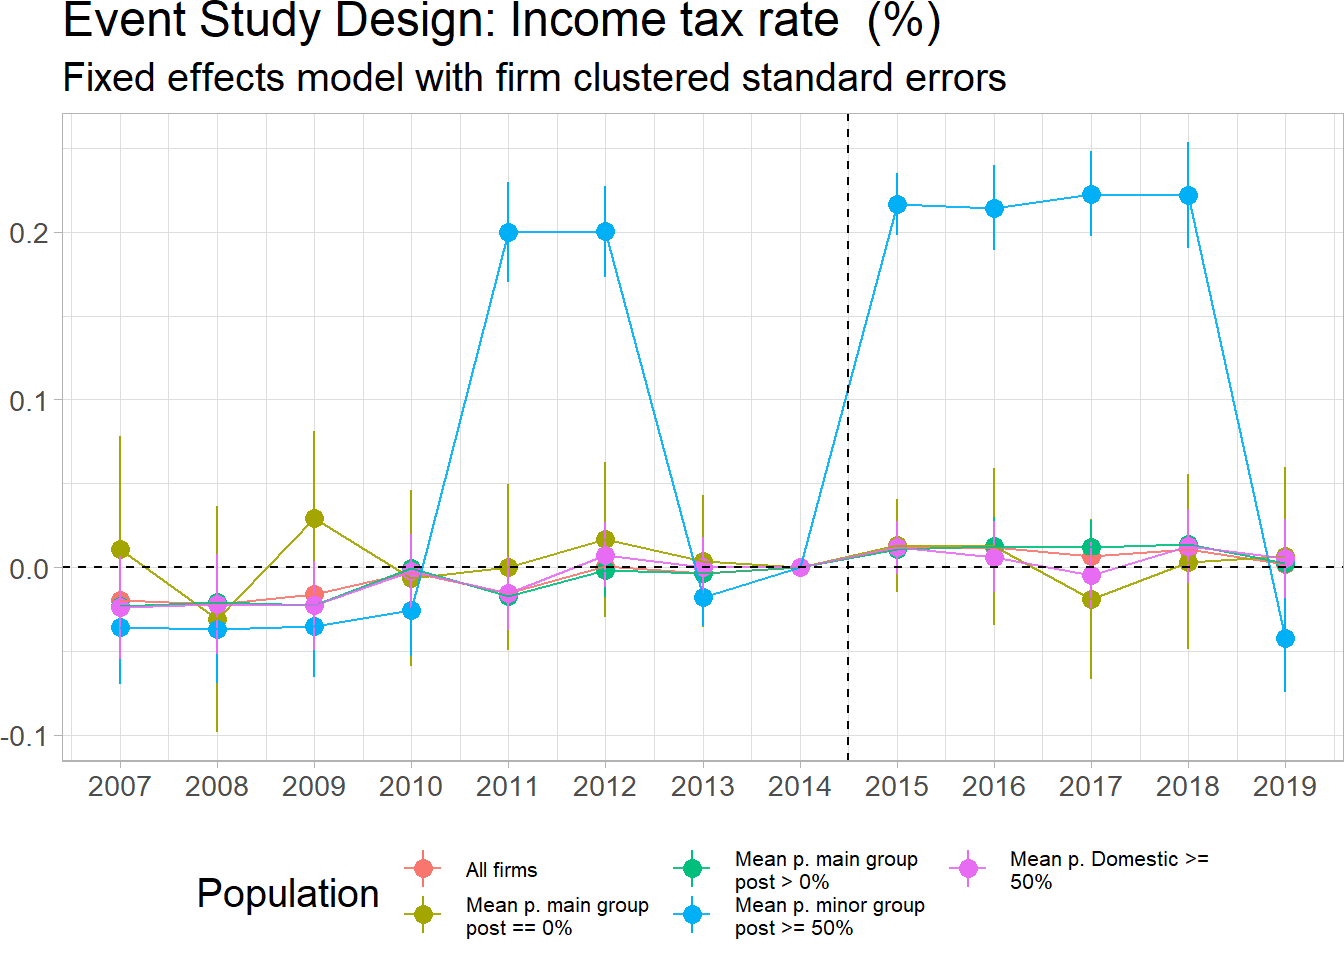 Event Study Design: Income tax rate  (%)
Fixed effects model with firm clustered standard errors
0.2
0.1
0.0
-0.1
2007 2008 2009 2010 2011 2012 2013 2014 2015 2016 2017 2018 2019
Population
All firms
Mean p. main group
post == 0%
Mean p. main group
post > 0%
Mean p. minor group
post >= 50%
Mean p. Domestic >=
50%